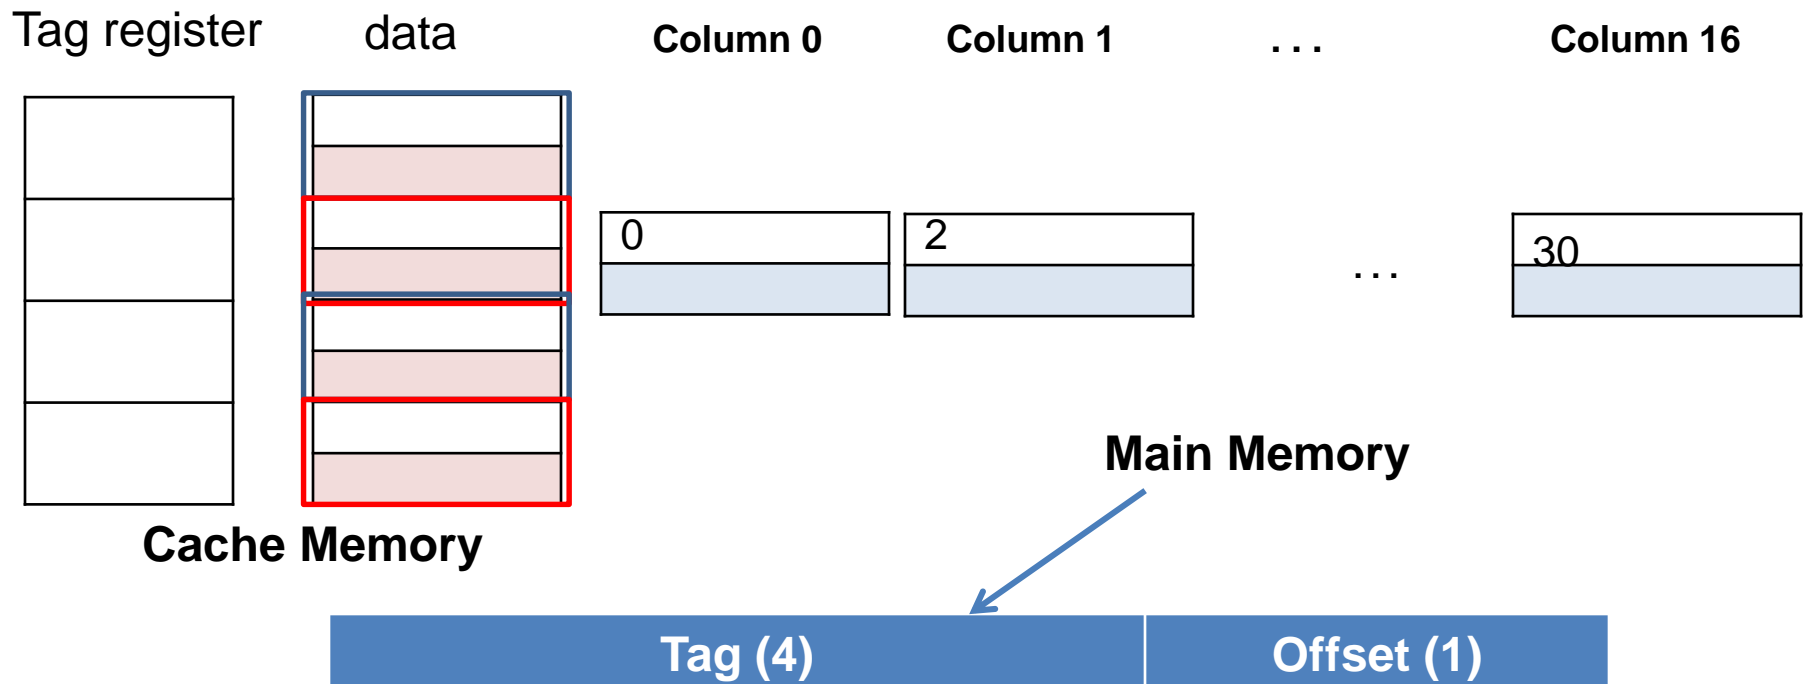 Tag register data Column 0 Column 1 ... Column 16
0 2 ... 30
Main Memory
Cache Memory
Tag (4) Offset (1)